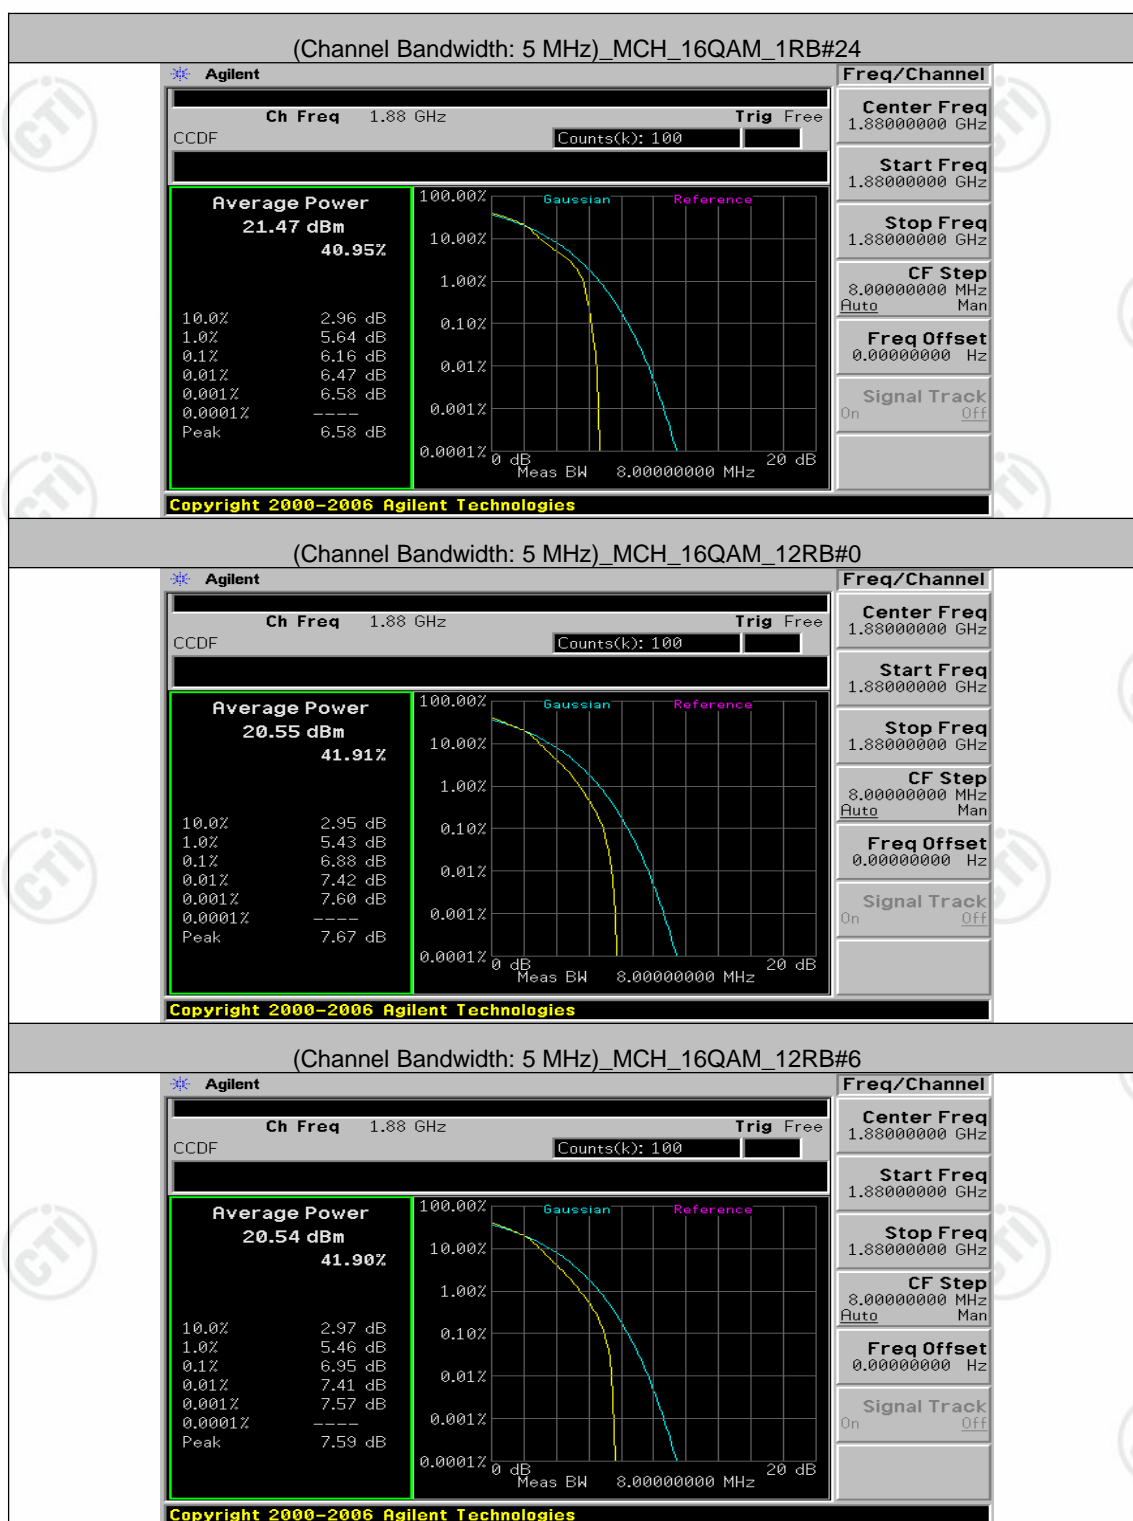 (Channel Bandwidth: 5 MHz)_MCH_16QAM_1RB#24
Agilent
Freq/Channel
Ch Freq 1.88 GHz Trig Free
CCDF Counts(k): 100
Center Freq
1.88000000 GHz
Start Freq
1.88000000 GHz
Stop Freq
1.88000000 GHz
CF Step
8.00000000 MHz
Auto Man
Freq Offset
0.00000000 Hz
Signal Track
On Off
Average Power
21.47 dBm
40.95%
10.0% 2.96 dB
1.0% 5.64 dB
0.1% 6.16 dB
0.01% 6.47 dB
0.001% 6.58 dB
0.0001% ----
Peak 6.58 dB
Gaussian Reference
100.00%
10.00%
1.00%
0.10%
0.01%
0.001%
0.0001%
0 dB 20 dB
Meas BW 8.00000000 MHz
Copyright 2000-2006 Agilent Technologies
(Channel Bandwidth: 5 MHz)_MCH_16QAM_12RB#0
Agilent
Freq/Channel
Ch Freq 1.88 GHz Trig Free
CCDF Counts(k): 100
Center Freq
1.88000000 GHz
Start Freq
1.88000000 GHz
Stop Freq
1.88000000 GHz
CF Step
8.00000000 MHz
Auto Man
Freq Offset
0.00000000 Hz
Signal Track
On Off
Average Power
20.55 dBm
41.91%
10.0% 2.95 dB
1.0% 5.43 dB
0.1% 6.88 dB
0.01% 7.42 dB
0.001% 7.60 dB
0.0001% ----
Peak 7.67 dB
Gaussian Reference
100.00%
10.00%
1.00%
0.10%
0.01%
0.001%
0.0001%
0 dB 20 dB
Meas BW 8.00000000 MHz
Copyright 2000-2006 Agilent Technologies
(Channel Bandwidth: 5 MHz)_MCH_16QAM_12RB#6
Agilent
Freq/Channel
Ch Freq 1.88 GHz Trig Free
CCDF Counts(k): 100
Center Freq
1.88000000 GHz
Start Freq
1.88000000 GHz
Stop Freq
1.88000000 GHz
CF Step
8.00000000 MHz
Auto Man
Freq Offset
0.00000000 Hz
Signal Track
On Off
Average Power
20.54 dBm
41.90%
10.0% 2.97 dB
1.0% 5.46 dB
0.1% 6.95 dB
0.01% 7.41 dB
0.001% 7.57 dB
0.0001% ----
Peak 7.59 dB
Gaussian Reference
100.00%
10.00%
1.00%
0.10%
0.01%
0.001%
0.0001%
0 dB 20 dB
Meas BW 8.00000000 MHz
Copyright 2000-2006 Agilent Technologies
CTI
CTI
CTI
CTI
CTI
CTI
CTI
CTI